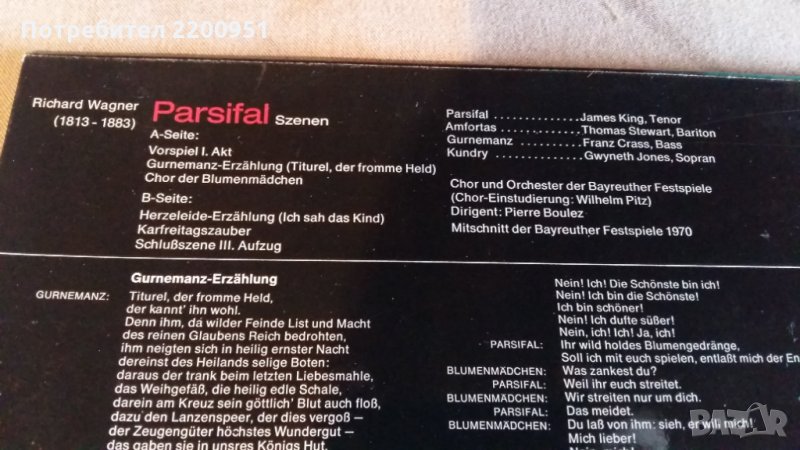 Потребител 2200951
Richard Wagner
(1813 - 1883)
Parsifal Szenen
A-Seite:
Vorspiel I. Akt
Gurnemanz-Erzählung (Titurel, der fromme Held)
Chor der Blumenmädchen
B-Seite:
Herzeleide-Erzählung (Ich sah das Kind)
Karfreitagszauber
Schlußszene III. Aufzug
Parsifal ..............James King, Tenor
Amfortas ............Thomas Stewart, Bariton
Gurnemanz .........Franz Crass, Bass
Kundry ...............Gwyneth Jones, Sopran
Chor und Orchester der Bayreuther Festspiele
(Chor-Einstudierung: Wilhelm Pitz)
Dirigent: Pierre Boulez
Mitschnitt der Bayreuther Festspiele 1970
Gurnemanz-Erzählung
GURNEMANZ: Titurel, der fromme Held,
der kannt' ihn wohl.
Denn ihm, da wilder Feinde List und Macht
des reinen Glaubens Reich bedrohten,
ihm neigten sich in heilig ernster Nacht
dereinst des Heilands selige Boten:
daraus der trank beim letzten Liebesmahle,
das Weihgefäß, die heilig edle Schale,
darein am Kreuz sein göttlich' Blut auch floß,
dazu den Lanzenspeer, der dies vergoß –
der Zeugengüter höchstes Wundergut –
das gaben sie in unsres Königs Hut.
Nein! Ich! Die Schönste bin ich!
Nein! Ich bin die Schönste!
Ich bin schöner!
Nein! Ich dufte süßer!
Nein, ich! Ich! Ja, ich!
PARSIFAL: Ihr wild holdes Blumengedränge,
Soll ich mit euch spielen, entlaßt mich der En
BLUMENMÄDCHEN: Was zankest du?
PARSIFAL: Weil ihr euch streitet.
BLUMENMÄDCHEN: Wir streiten nur um dich.
PARSIFAL: Das meidet.
BLUMENMÄDCHEN: Du laß von ihm: sieh, er will mich!
Mich lieber!
Nein, mich!
BAZAR